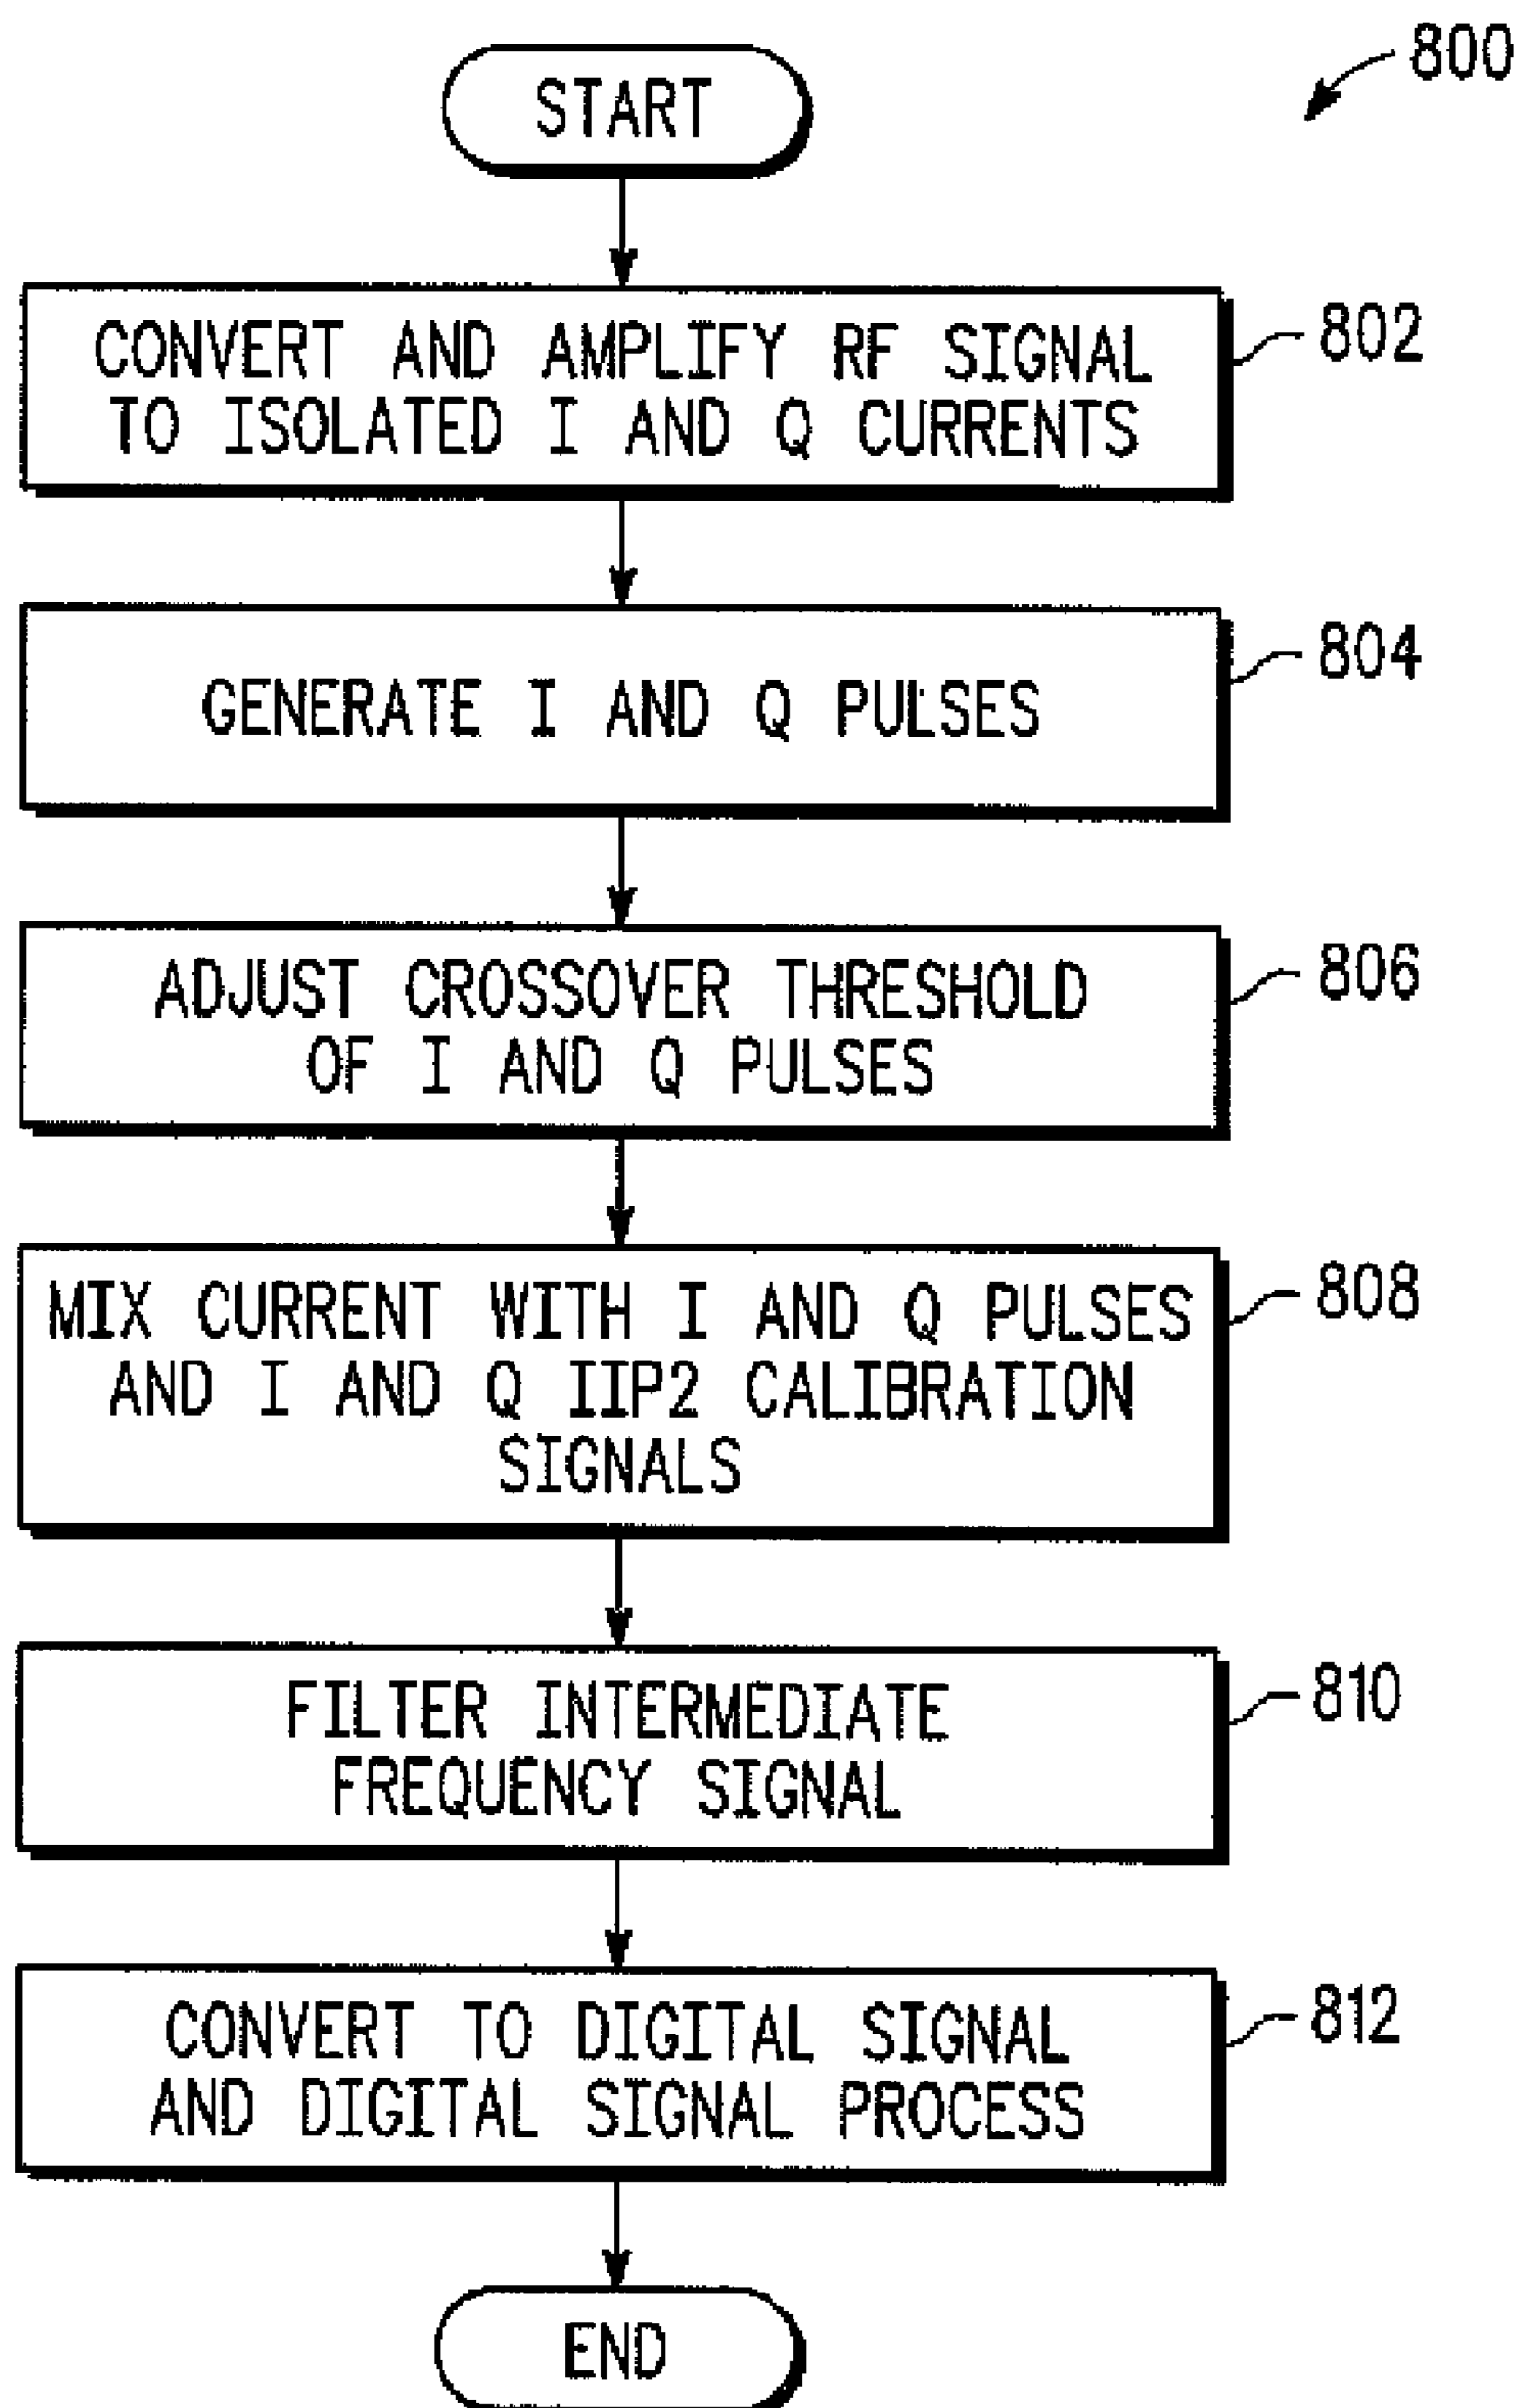 800
START
CONVERT AND AMPLIFY RF SIGNAL
TO ISOLATED I AND Q CURRENTS
802
GENERATE I AND Q PULSES
804
ADJUST CROSSOVER THRESHOLD
OF I AND Q PULSES
806
MIX CURRENT WITH I AND Q PULSES
AND I AND Q IIP2 CALIBRATION
SIGNALS
808
FILTER INTERMEDIATE
FREQUENCY SIGNAL
810
CONVERT TO DIGITAL SIGNAL
AND DIGITAL SIGNAL PROCESS
812
END